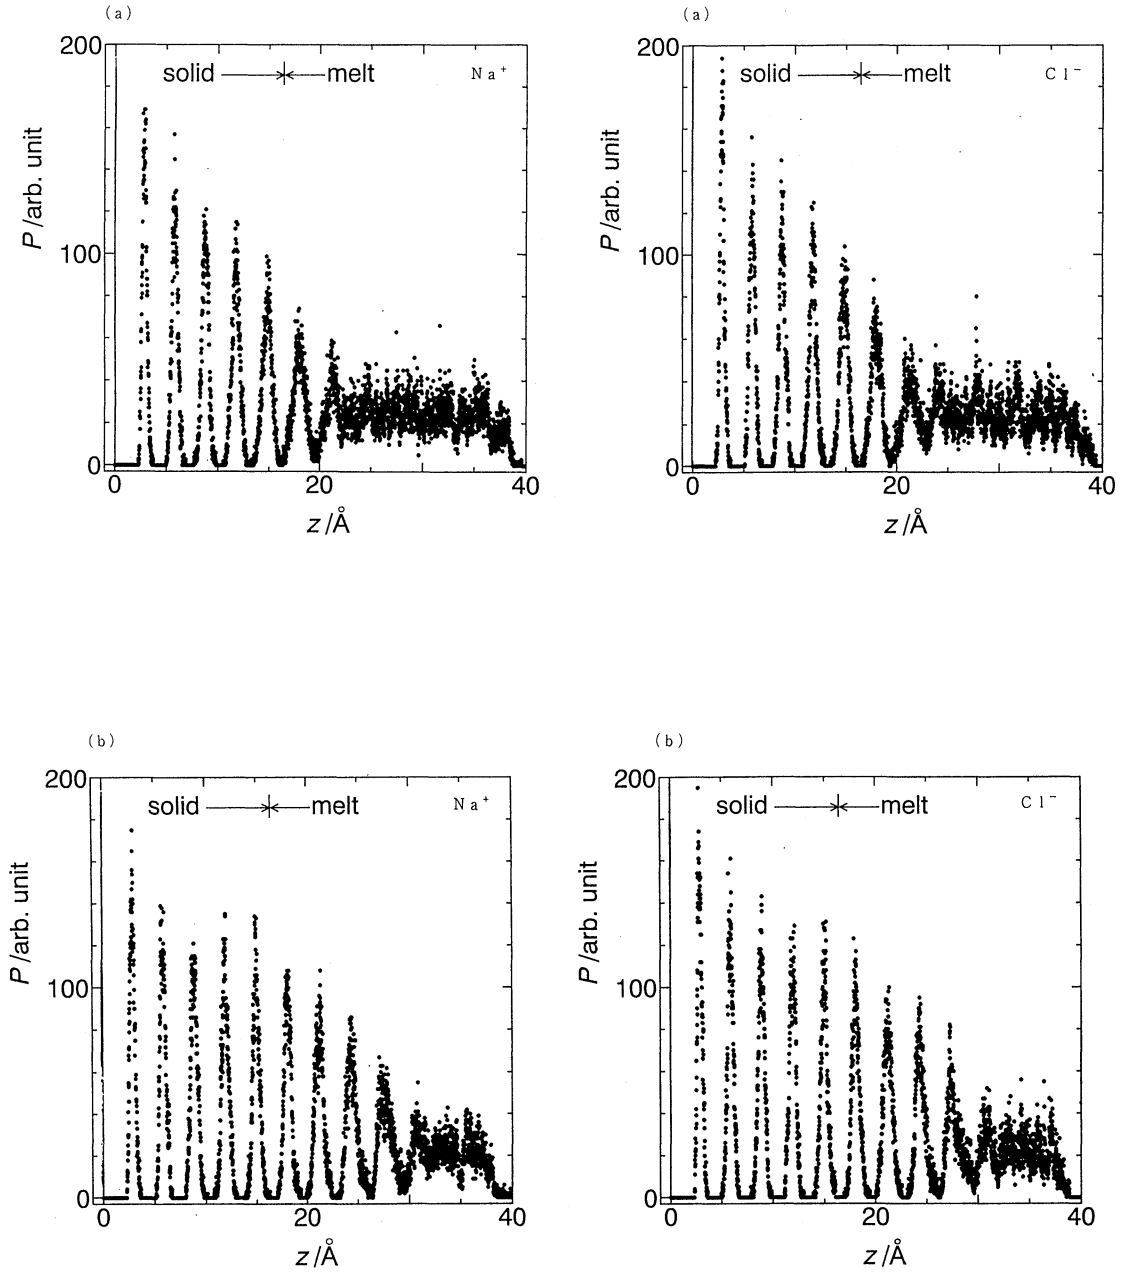 (a)
200
solid
melt
Na⁺
P/arb. unit
100
0
0
20
40
z/Å
(a)
200
solid
melt
Cl⁻
P/arb. unit
100
0
0
20
40
z/Å
(b)
200
solid
melt
Na⁺
P/arb. unit
100
0
0
20
40
z/Å
(b)
200
solid
melt
Cl⁻
P/arb. unit
100
0
0
20
40
z/Å